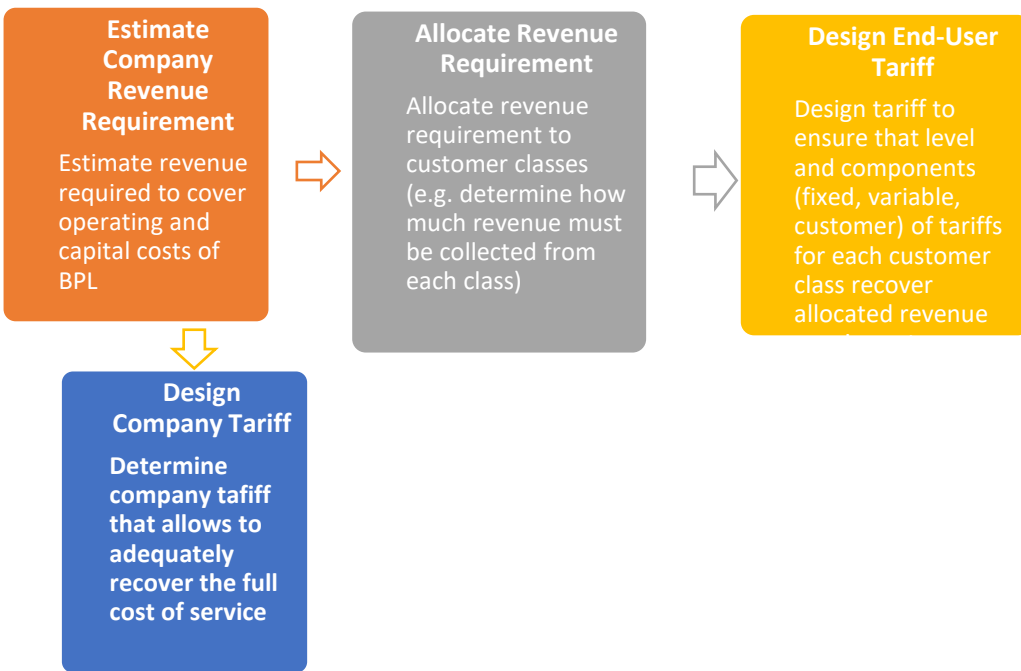 Estimate
Company
Revenue
Requirement
Estimate revenue
required to cover
operating and
capital costs of
BPL
Allocate Revenue
Requirement
Allocate revenue
requirement to
customer classes
(e.g. determine how
much revenue must
be collected from
each class)
Design End-User
Tariff
Design tariff to
ensure that level
and components
(fixed, variable,
customer) of tariffs
for each customer
class recover
allocated revenue
Design
Company Tariff
Determine
company tafiff
that allows to
adequately
recover the full
cost of service